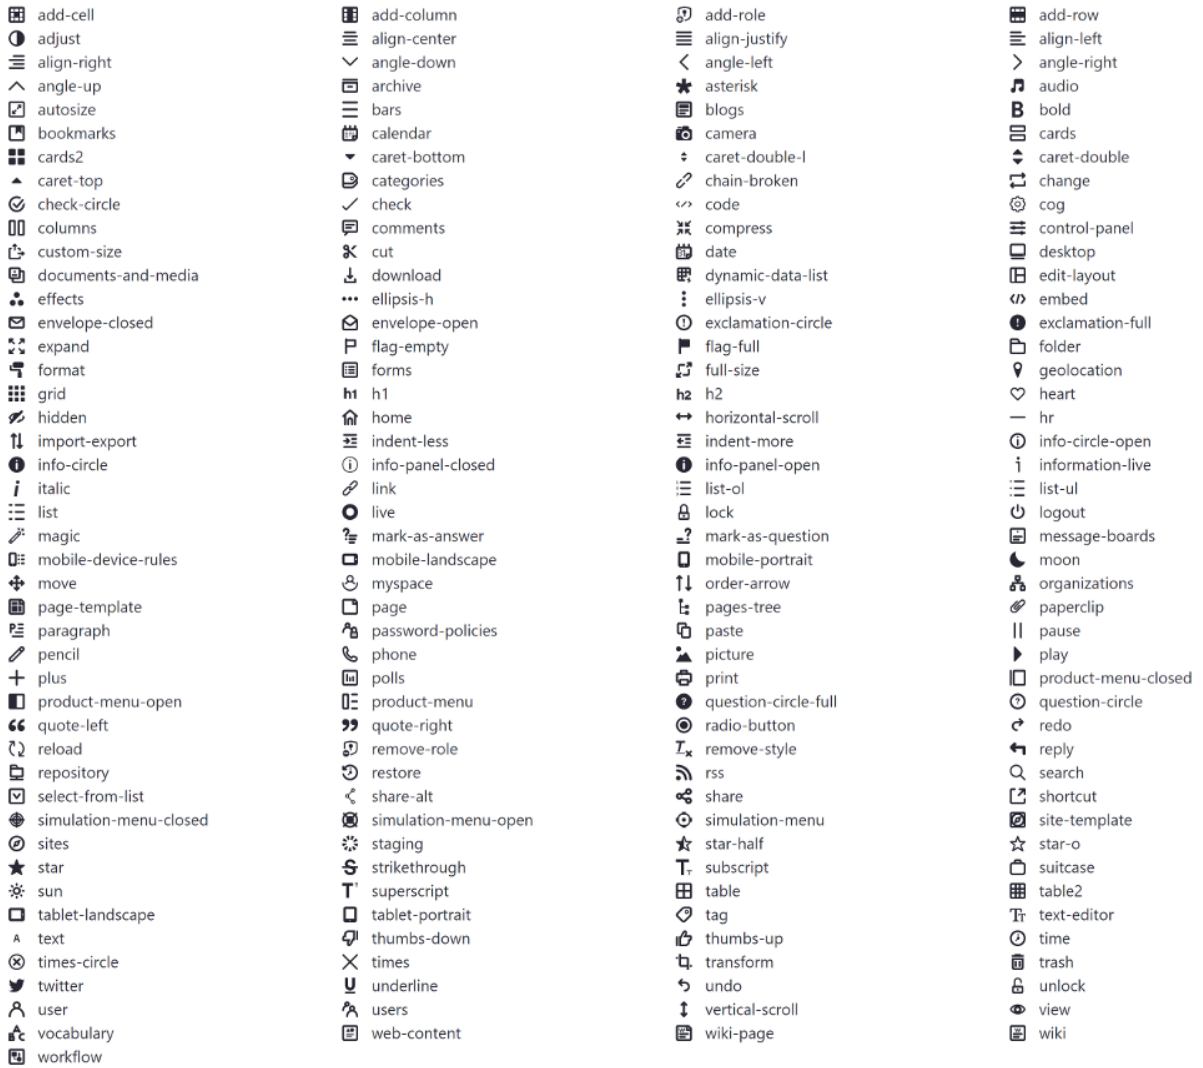 add-cell add-column add-role add-row
adjust align-center align-justify align-left
align-right angle-down angle-left angle-right
angle-up archive asterisk audio
autosize bars blogs bold
bookmarks calendar camera cards
cards2 caret-bottom caret-double-l caret-double
caret-top categories chain-broken change
check-circle check code cog
columns comments compress control-panel
custom-size cut date desktop
documents-and-media download dynamic-data-list edit-layout
effects ellipsis-h ellipsis-v embed
envelope-closed envelope-open exclamation-circle exclamation-full
expand flag-empty flag-full folder
format forms full-size geolocation
grid h1 h1 h2 h2 heart
hidden home horizontal-scroll hr
import-export indent-less indent-more info-circle-open
info-circle info-panel-closed info-panel-open information-live
italic link list-ol list-ul
list live lock logout
magic mark-as-answer mark-as-question message-boards
mobile-device-rules mobile-landscape mobile-portrait moon
move myspace order-arrow organizations
page-template page pages-tree paperclip
paragraph password-policies paste pause
pencil phone picture play
plus polls print product-menu-closed
product-menu-open product-menu question-circle-full question-circle
quote-left quote-right radio-button redo
reload remove-role remove-style reply
repository restore rss search
select-from-list share-alt share shortcut
simulation-menu-closed simulation-menu-open simulation-menu site-template
sites staging star-half star-o
star strikethrough subscript suitcase
sun superscript table table2
tablet-landscape tablet-portrait tag text-editor
A text thumbs-down thumbs-up time
times-circle times transform trash
twitter underline undo unlock
user users vertical-scroll view
vocabulary web-content wiki-page wiki
workflow